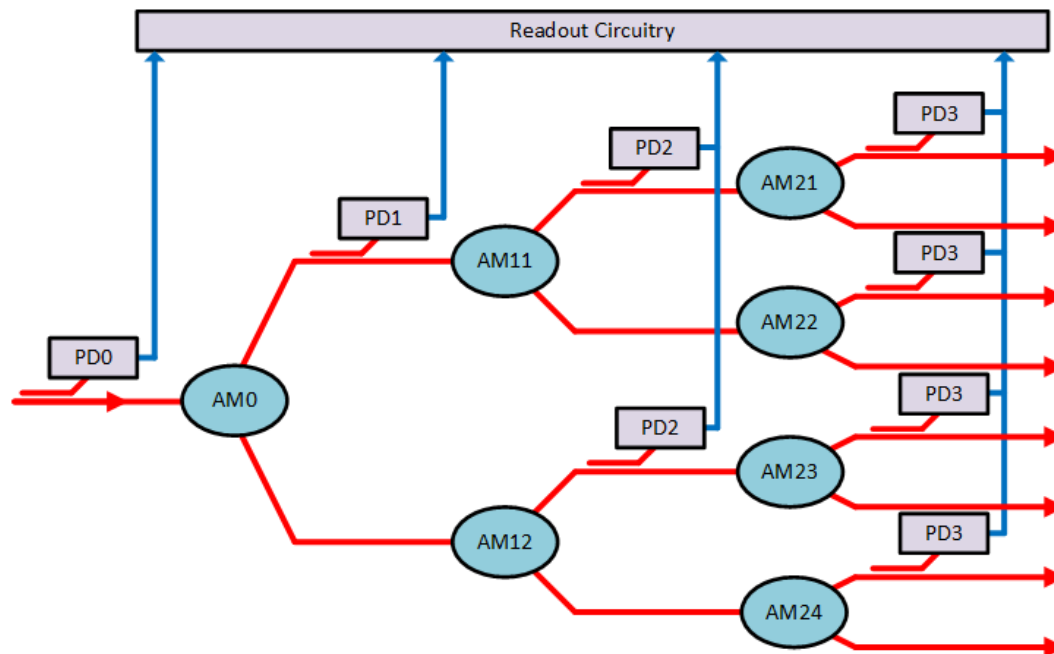 Readout Circuitry
PD3
PD2
AM21
PD1
PD3
AM11
AM22
PD0
PD3
AM0
PD2
AM23
PD3
AM12
AM24